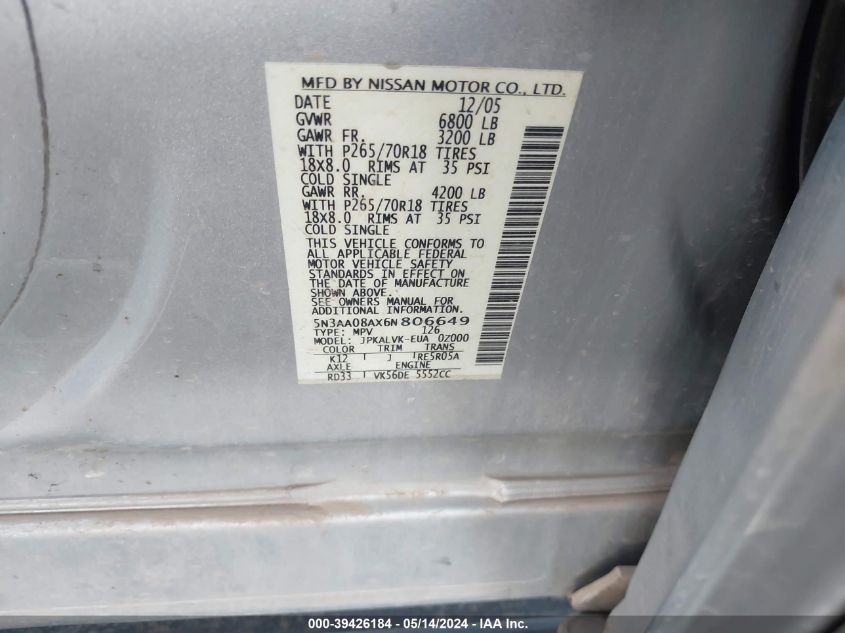 MFD BY NISSAN MOTOR CO., LTD.
DATE 12/05
GVWR 6800 LB
GAWR FR. 3200 LB
WITH P265/70R18 TIRES
18X8.0 RIMS AT 35 PSI
COLD SINGLE
GAWR RR. 4200 LB
WITH P265/70R18 TIRES
18X8.0 RIMS AT 35 PSI
COLD SINGLE
THIS VEHICLE CONFORMS TO
ALL APPLICABLE FEDERAL
MOTOR VEHICLE SAFETY
STANDARDS IN EFFECT ON
THE DATE OF MANUFACTURE
SHOWN ABOVE.
SEE OWNERS MANUAL FOR
ADDITIONAL INFORMATION.
5N3AA08AX6N806649
TYPE: MPV 126
MODEL: JPKALVK-EUA 0Z000
COLOR TRIM TRANS
K12 J RE5R05A
AXLE ENGINE
RD33 VK56DE 5552CC
000-39426184 - 05/14/2024 - IAAI Inc.